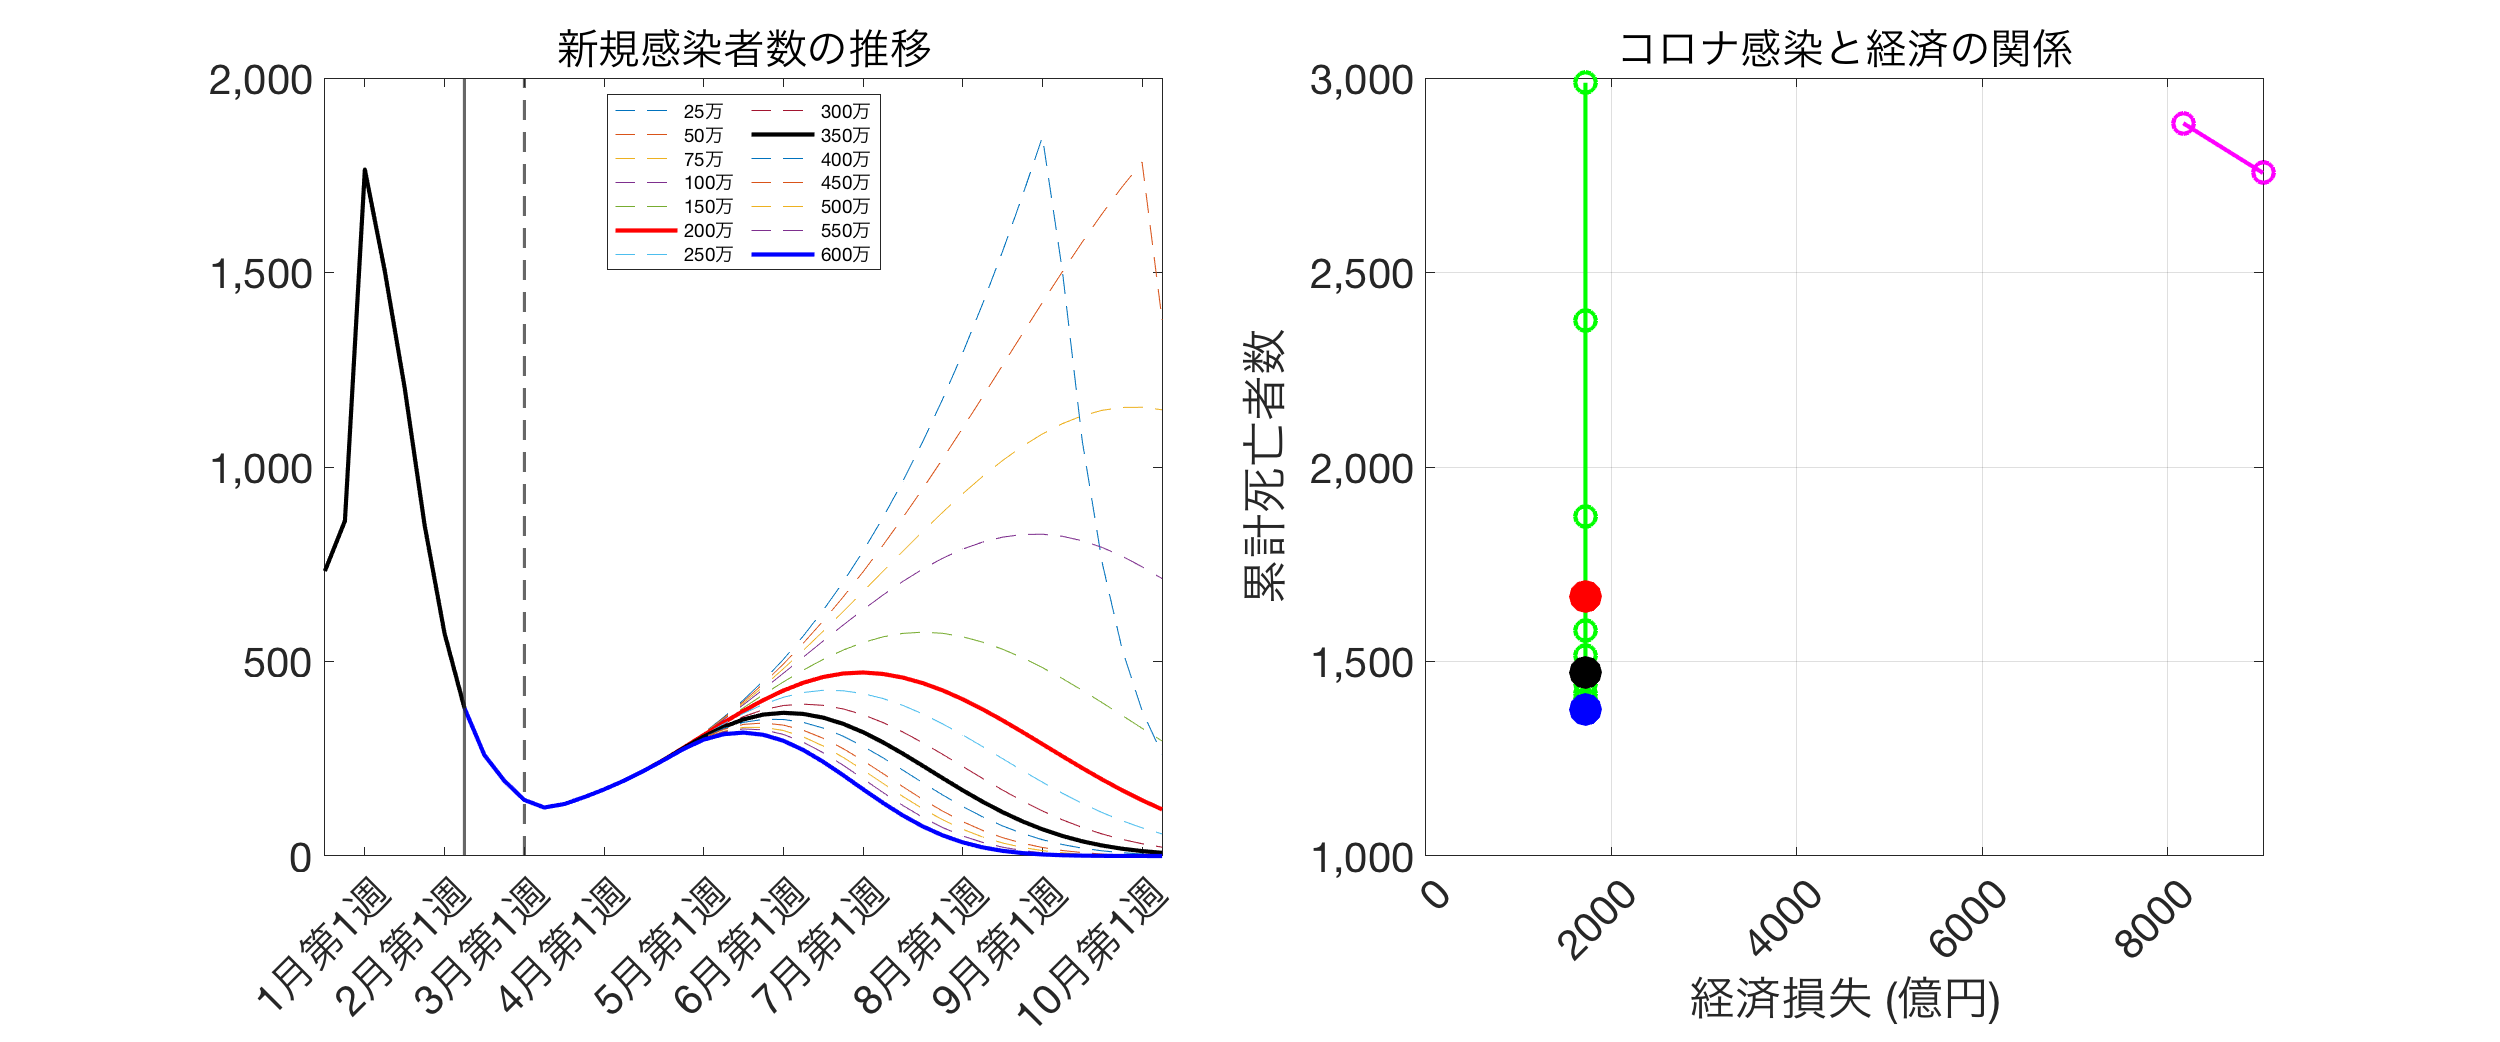 新規感染者数の推移
2,000
1,500
1,000
500
0
25万
50万
75万
100万
150万
200万
250万
300万
350万
400万
450万
500万
550万
600万
1月第1週
2月第1週
3月第1週
4月第1週
5月第1週
6月第1週
7月第1週
8月第1週
9月第1週
10月第1週
コロナ感染と経済の関係
累計死亡者数
3,000
2,500
2,000
1,500
1,000
0
2000
4000
6000
8000
経済損失 (億円)